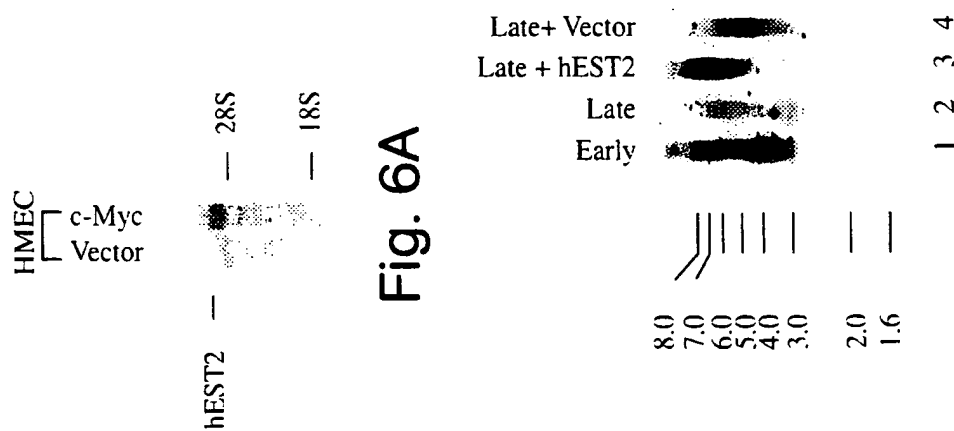 HMEC
c-Myc
Vector
28S
18S
hEST2
Fig. 6A
Late+ Vector
Late + hEST2
Late
Early
4
3
2
1
8.0
7.0
6.0
5.0
4.0
3.0
2.0
1.6